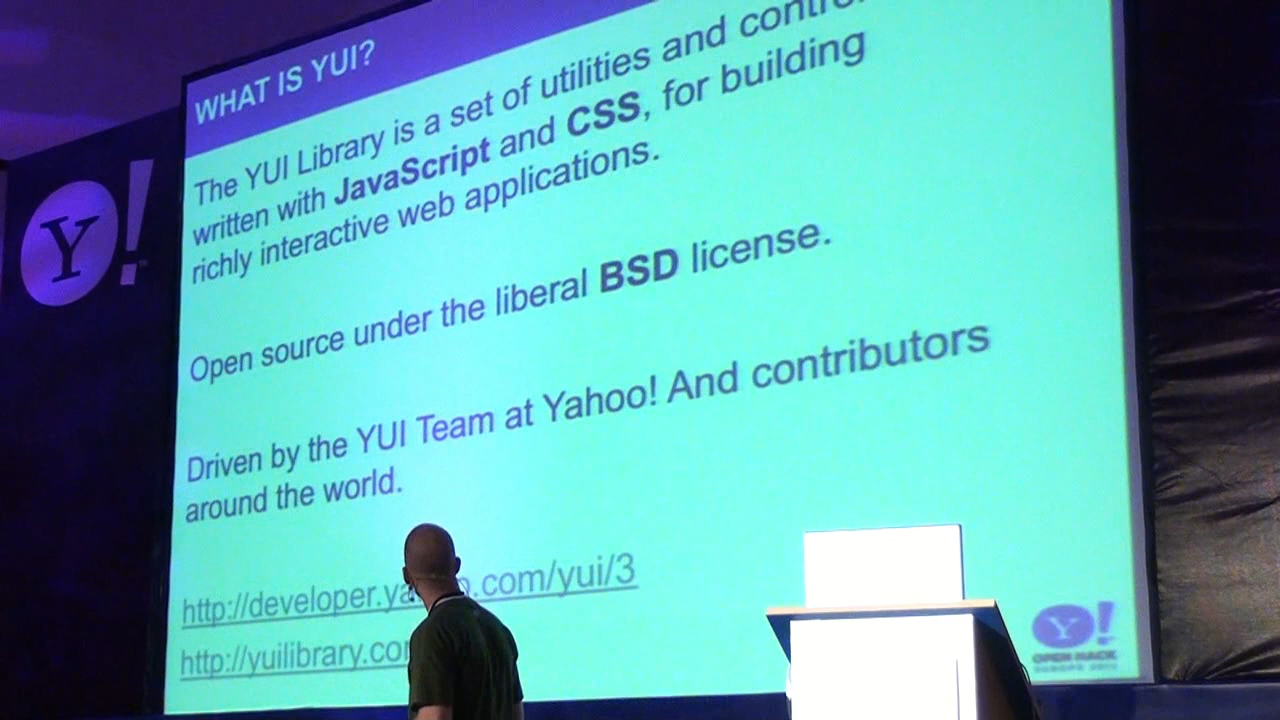 WHAT IS YUI?
The YUI Library is a set of utilities and
written with JavaScript and CSS, for building
richly interactive web applications.
Open source under the liberal BSD license.
Driven by the YUI Team at Yahoo! And contributors
around the world.
http://developer.ya .com/yui/3
http://yuilibrary.co
Y!
Y!
OPEN HACK